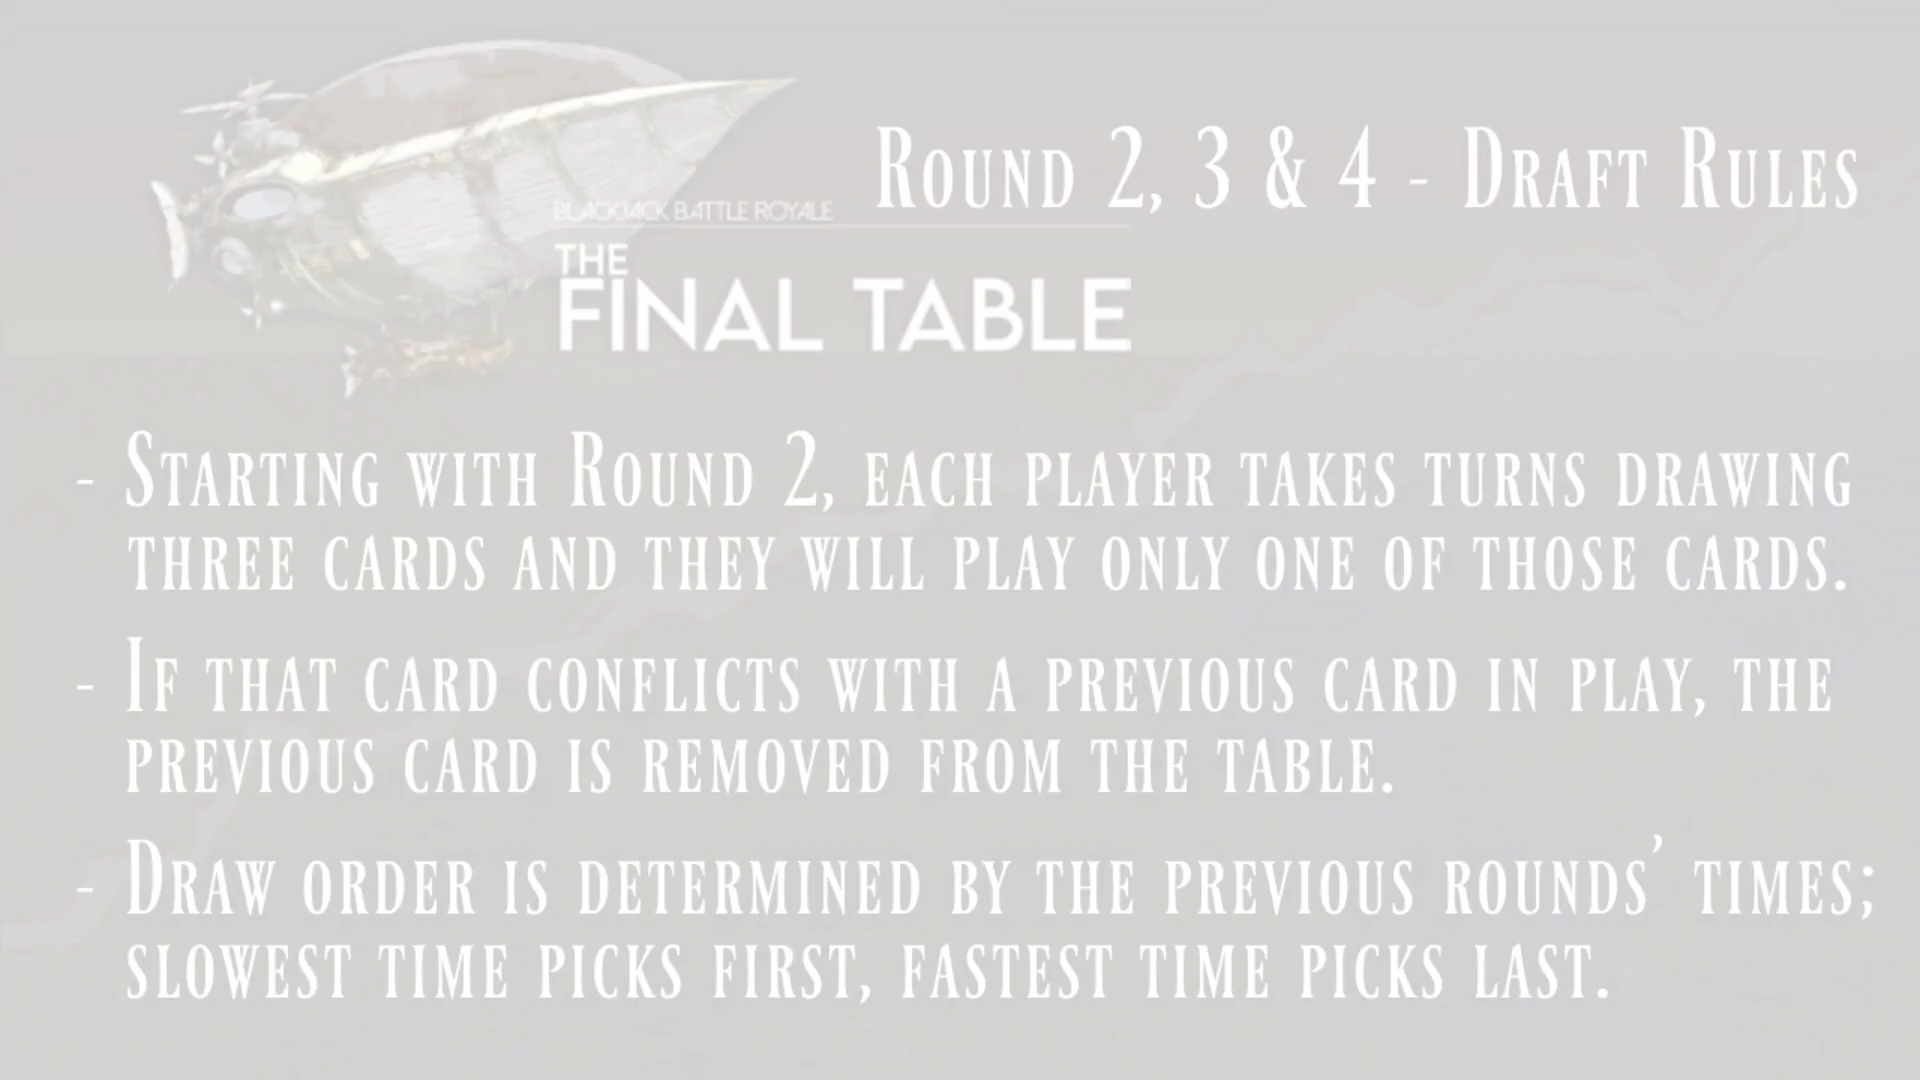 Round 2, 3 & 4 - Draft Rules
BLACKJACK BATTLE ROYALE
THE
FINAL TABLE
- Starting with Round 2, each player takes turns drawing
three cards and they will play only one of those cards.
- If that card conflicts with a previous card in play, the
previous card is removed from the table.
- Draw order is determined by the previous rounds’ times;
slowest time picks first, fastest time picks last.